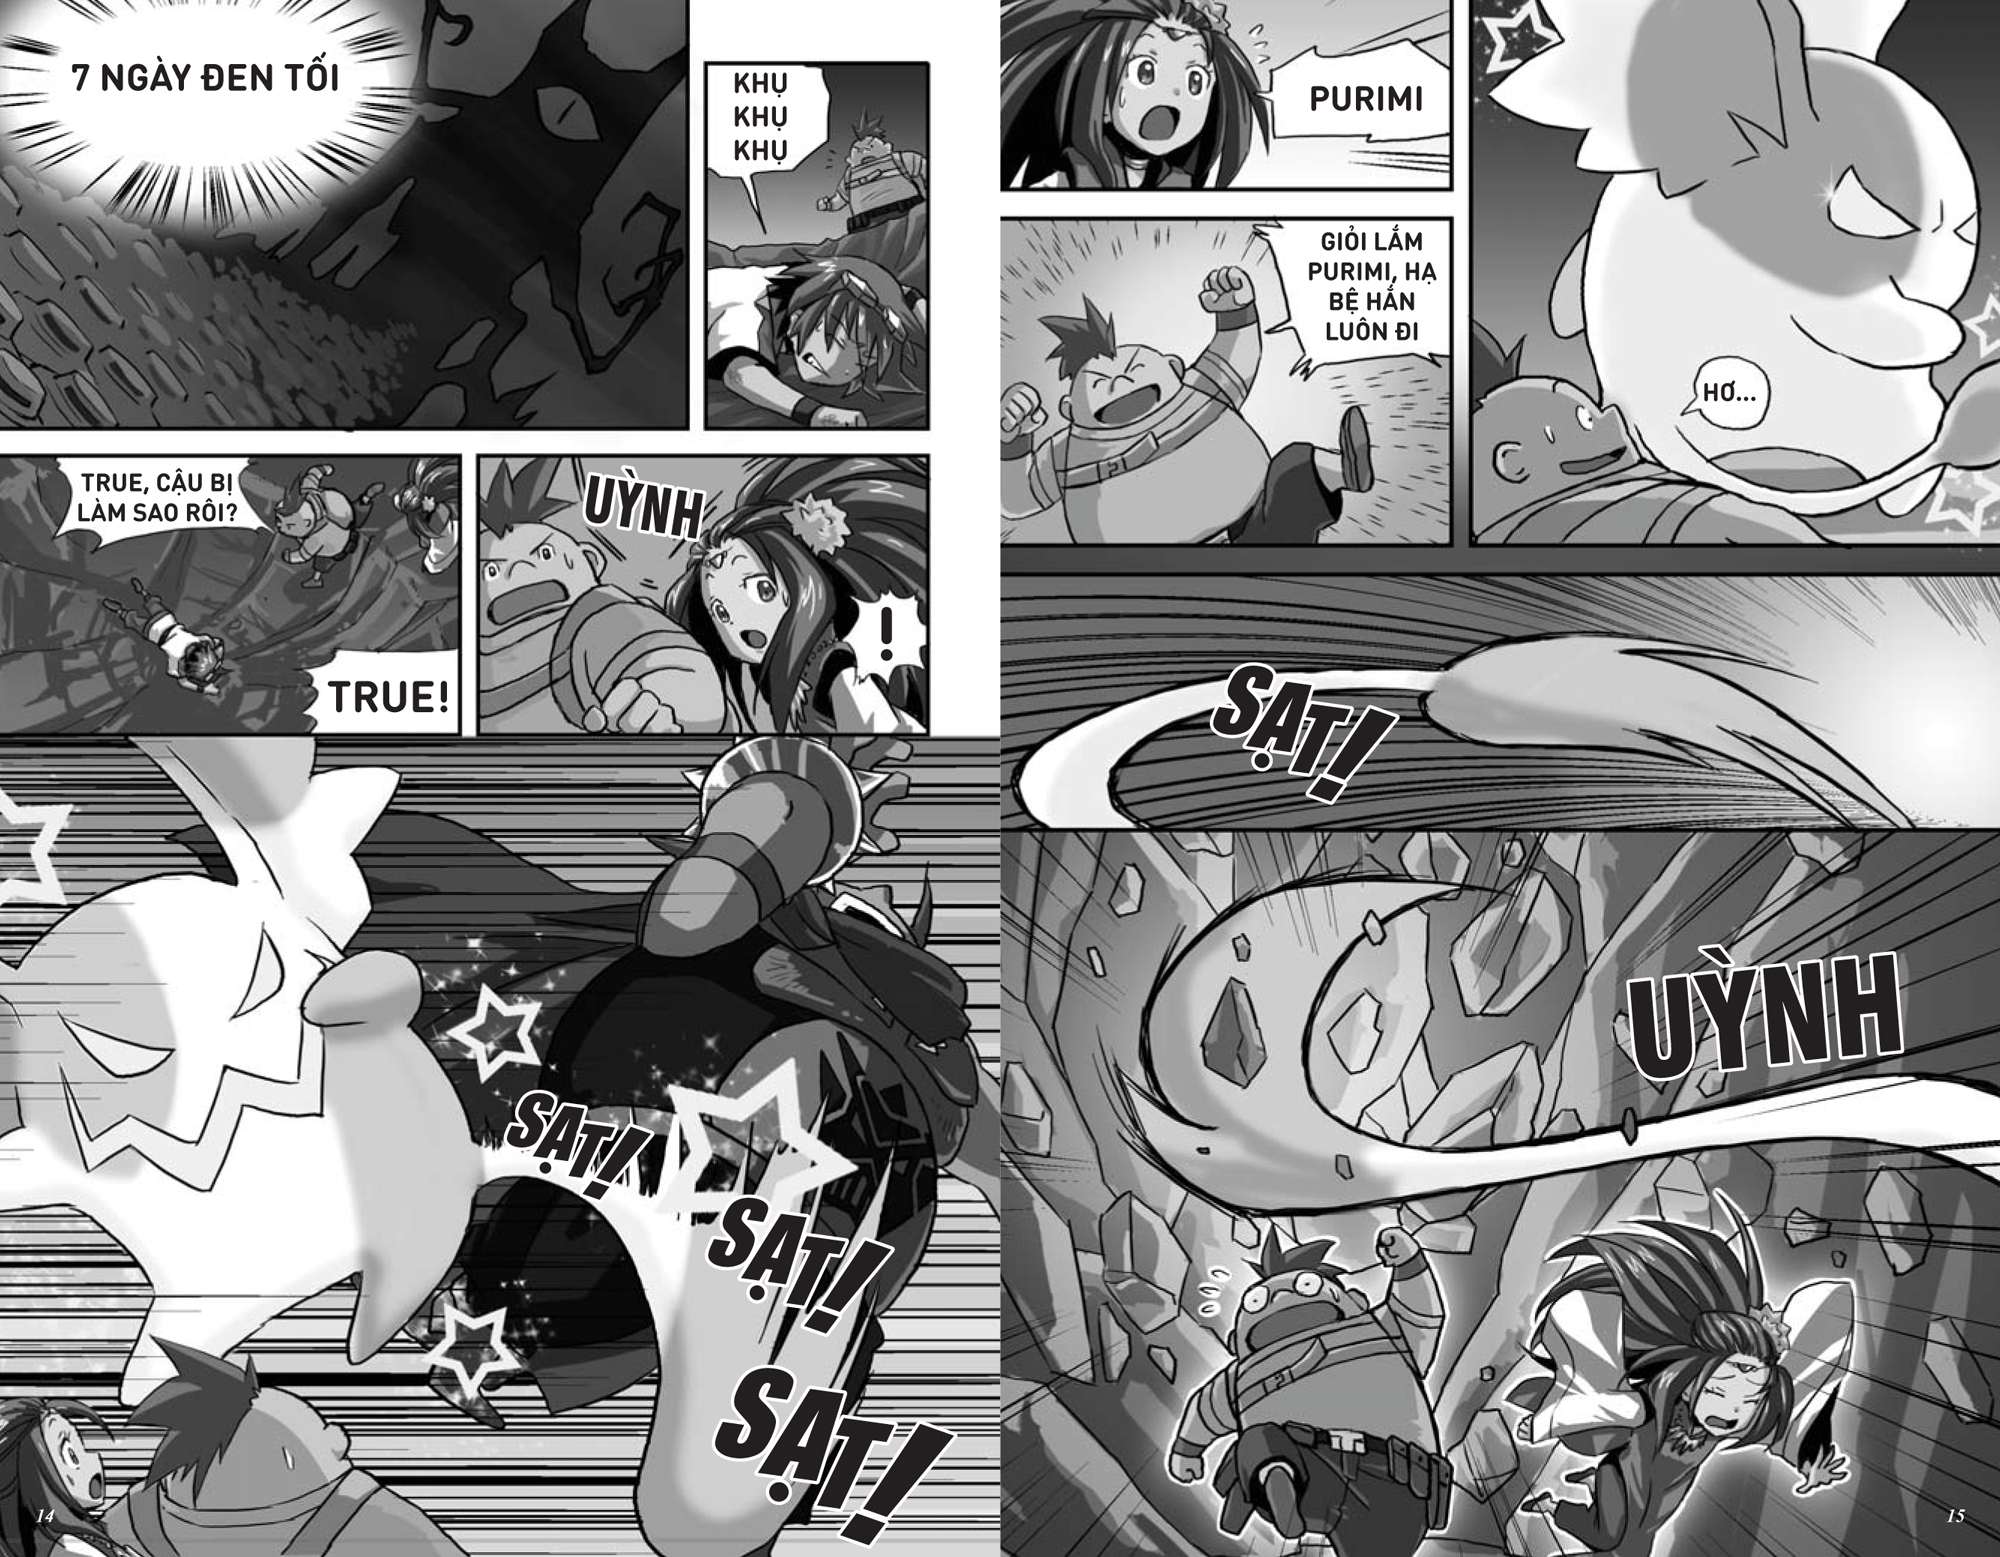 7 NGÀY ĐEN TỐI
KHỤ
KHỤ
KHỤ
TRUE, CẬU BỊ
LÀM SAO RÔI?
TRUE!
UỲNH
!
SẠT!
SẠT!
SẠT!
14
PURIMI
GIỎI LẮM
PURIMI, HẠ
BỆ HẮN
LUÔN ĐI
HƠ...
SẠT!
UỲNH
15